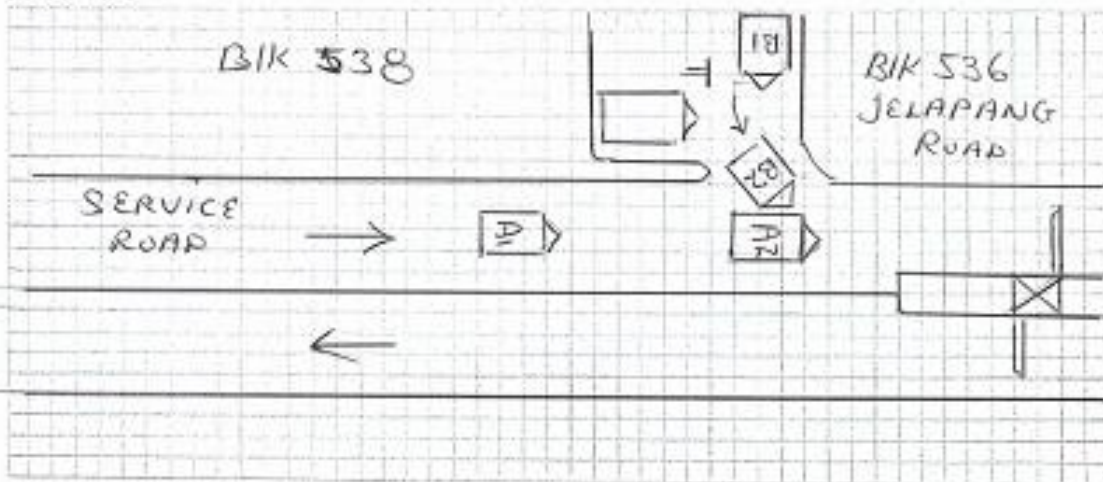 BlK 538
B1
BlK 536
JELAPANG
ROAD
B2
SERVICE
ROAD
A1
A2